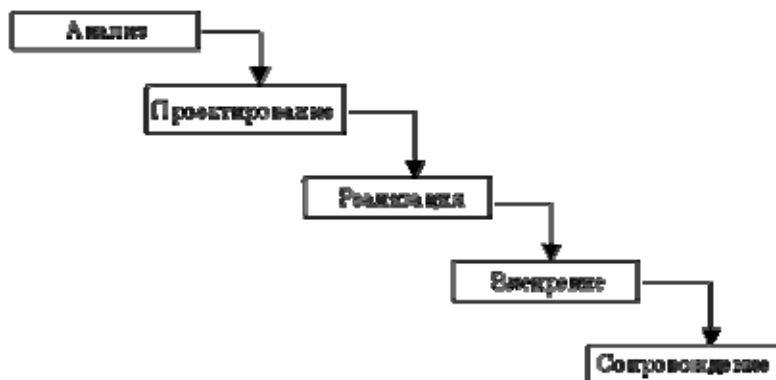 Анализ
Проектирование
Реализация
Внедрение
Сопровождение